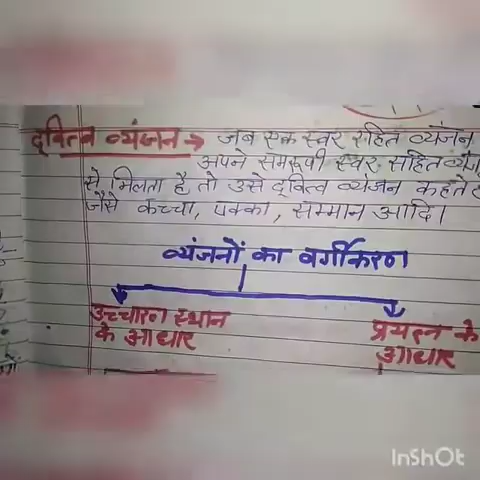 द्वित्व व्यंजन → जब एक स्वर रहित व्यंजन
अपने समरूपी स्वर सहित व्यंज
से मिलता है, तो उसे द्वित्व व्यंजन कहते ह
जैसे कच्चा, पक्का, सम्मान आदि।
व्यंजनों का वर्गीकरण
उच्चारण स्थान
के आधार
प्रयत्न के
आधार
InShOt